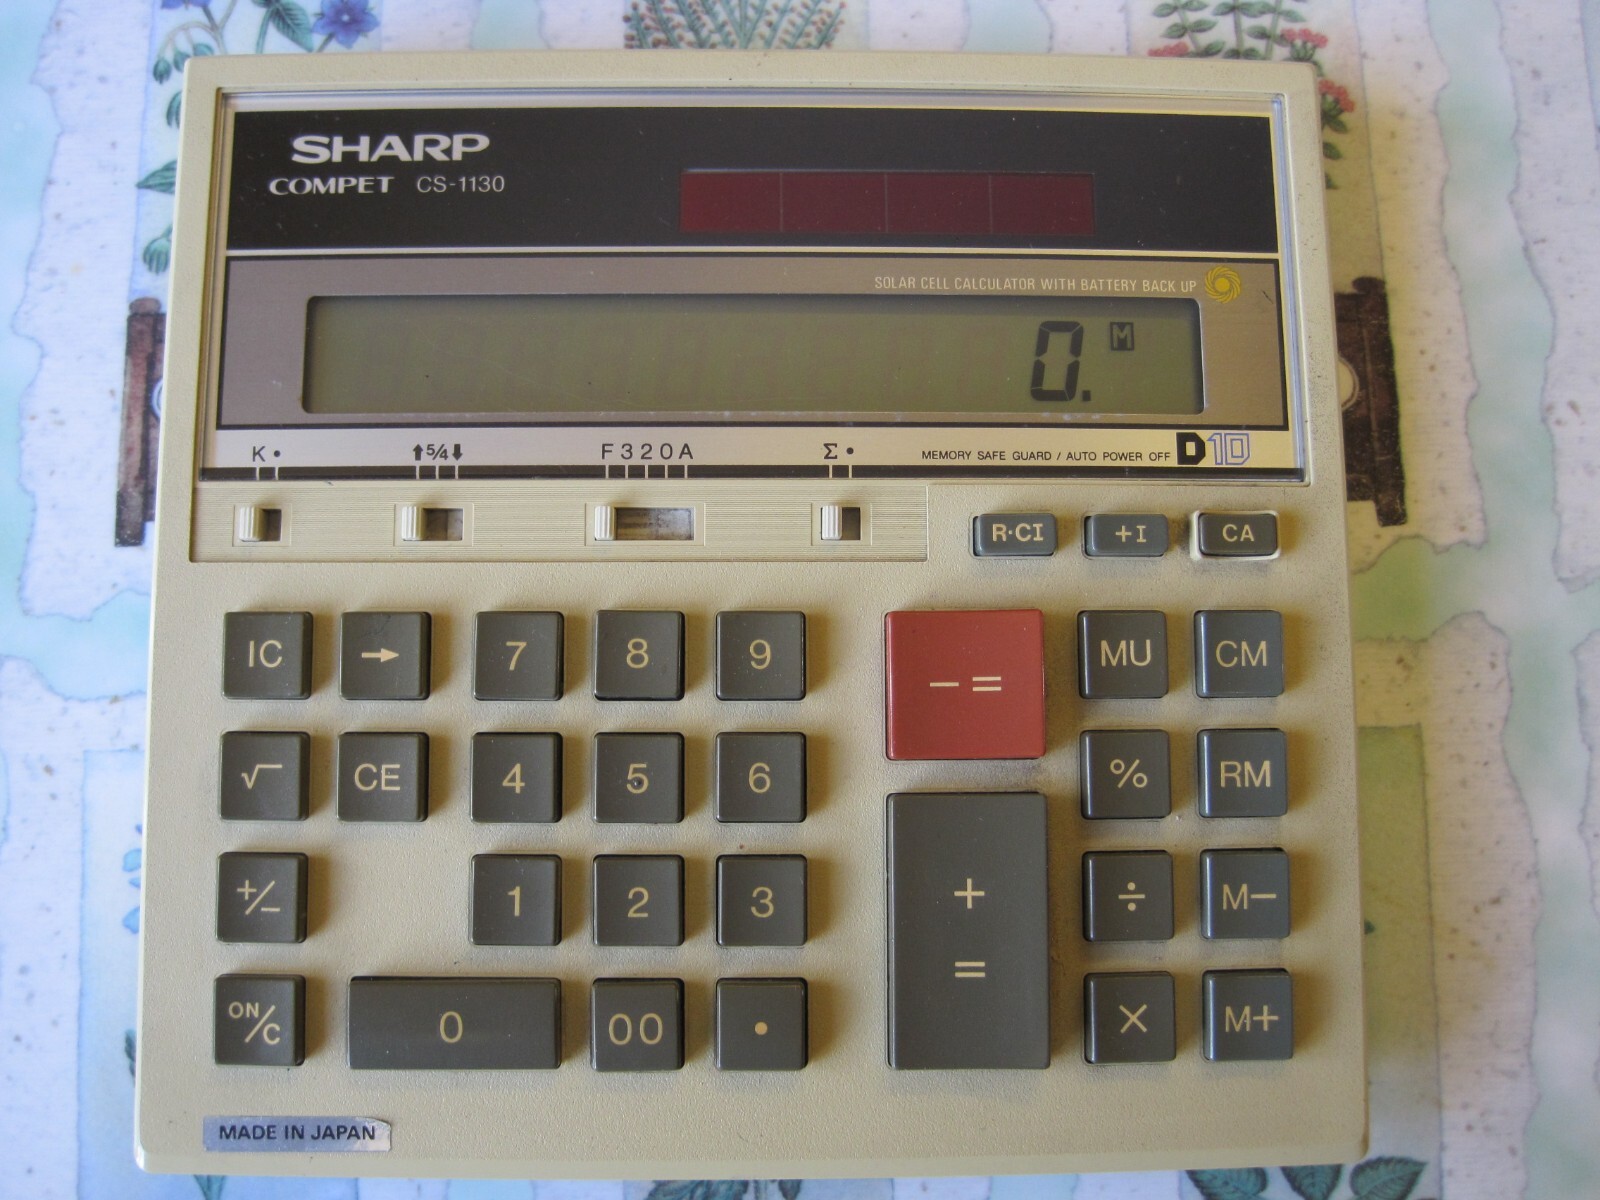 SHARP
COMPET CS-1130
SOLAR CELL CALCULATOR WITH BATTERY BACK UP
0. M
K • ⬆5/4⬇ F 3 2 0 A Σ • MEMORY SAFE GUARD / AUTO POWER OFF D10
R·CI +I CA
IC → 7 8 9 − = MU CM
√ CE 4 5 6 % RM
+/− 1 2 3 + = ÷ M−
ON/C 0 00 • × M+
MADE IN JAPAN